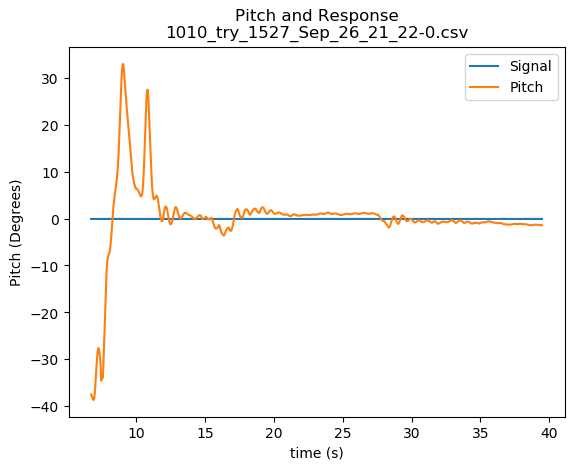 Pitch and Response
1010_try_1527_Sep_26_21_22-0.csv
Signal
Pitch
Pitch (Degrees)
30
20
10
0
−10
−20
−30
−40
10
15
20
25
30
35
40
time (s)